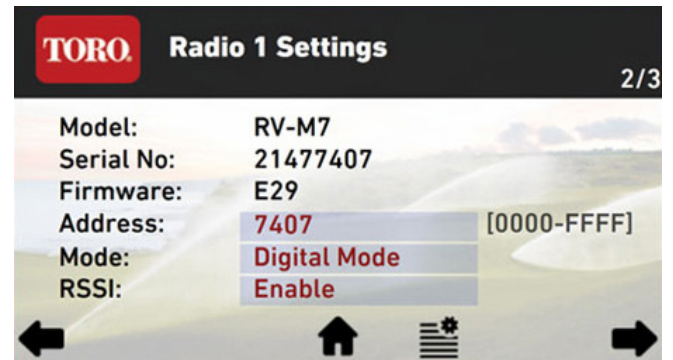 TORO.
Radio 1 Settings
2/3
Model: RV-M7
Serial No: 21477407
Firmware: E29
Address: 7407 [0000-FFFF]
Mode: Digital Mode
RSSI: Enable